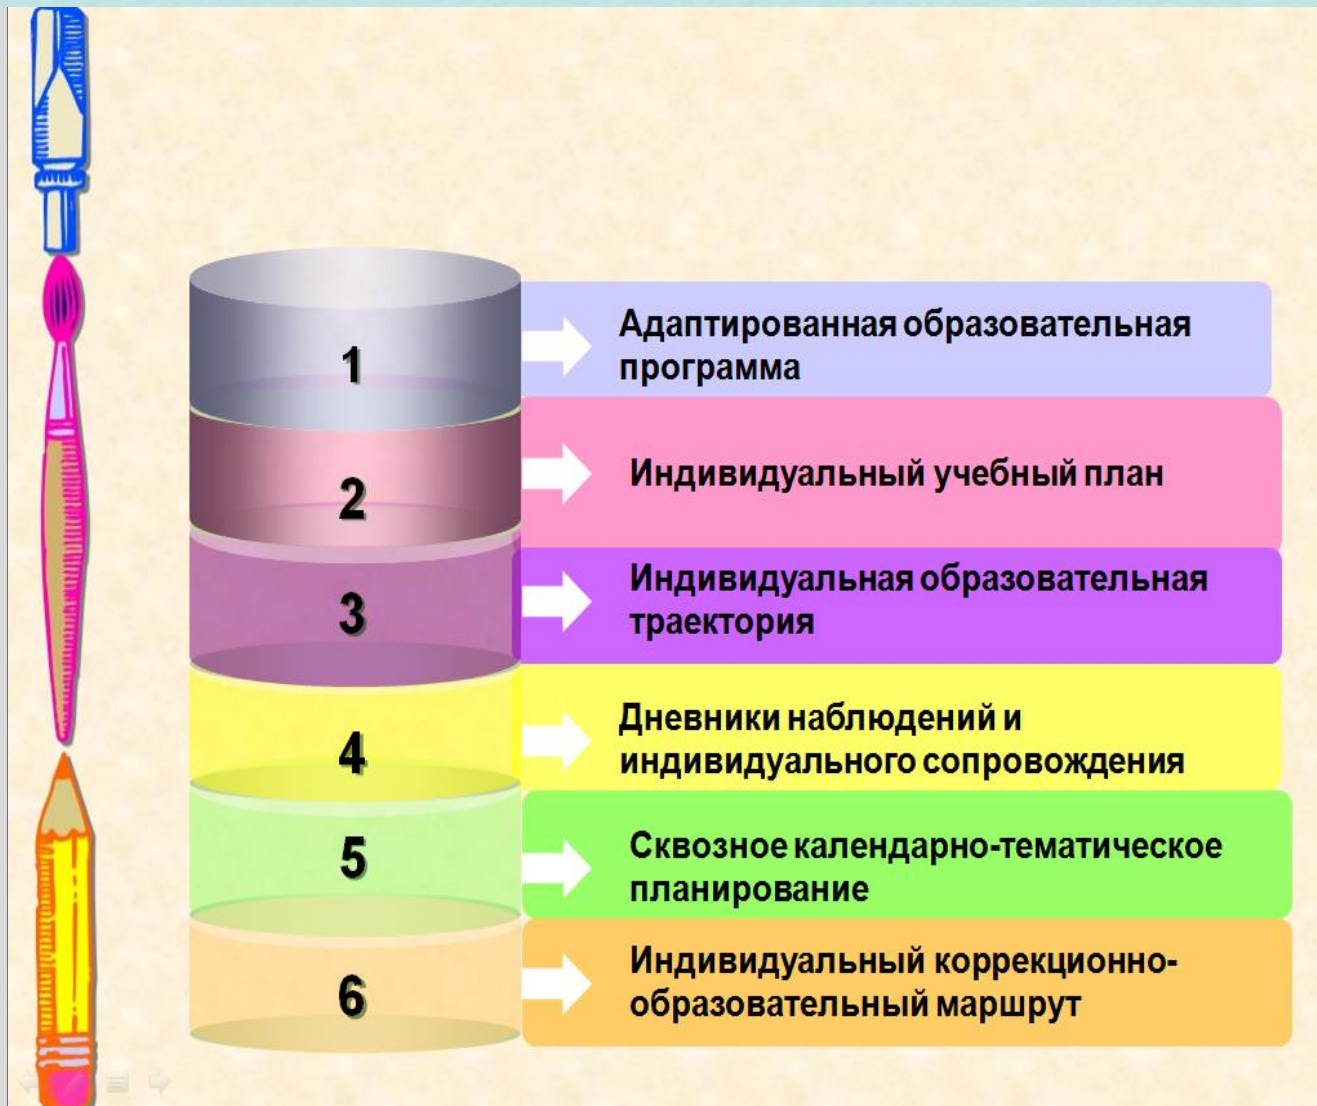 1
Адаптированная образовательная
программа
2
Индивидуальный учебный план
3
Индивидуальная образовательная
траектория
4
Дневники наблюдений и
индивидуального сопровождения
5
Сквозное календарно-тематическое
планирование
6
Индивидуальный коррекционно-
образовательный маршрут